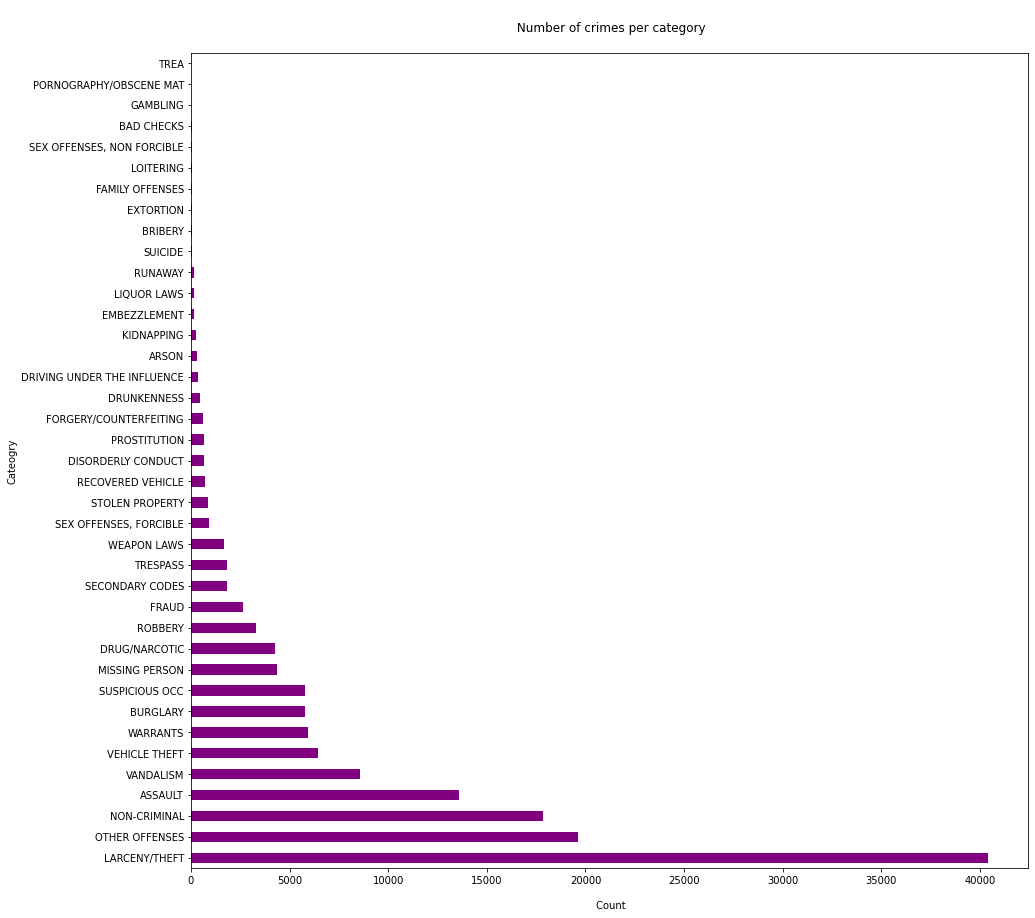 Number of crimes per category
TREA
PORNOGRAPHY/OBSCENE MAT
GAMBLING
BAD CHECKS
SEX OFFENSES, NON FORCIBLE
LOITERING
FAMILY OFFENSES
EXTORTION
BRIBERY
SUICIDE
RUNAWAY
LIQUOR LAWS
EMBEZZLEMENT
KIDNAPPING
ARSON
DRIVING UNDER THE INFLUENCE
DRUNKENNESS
FORGERY/COUNTERFEITING
PROSTITUTION
DISORDERLY CONDUCT
RECOVERED VEHICLE
STOLEN PROPERTY
SEX OFFENSES, FORCIBLE
WEAPON LAWS
TRESPASS
SECONDARY CODES
FRAUD
ROBBERY
DRUG/NARCOTIC
MISSING PERSON
SUSPICIOUS OCC
BURGLARY
WARRANTS
VEHICLE THEFT
VANDALISM
ASSAULT
NON-CRIMINAL
OTHER OFFENSES
LARCENY/THEFT
Cateogry
0 5000 10000 15000 20000 25000 30000 35000 40000
Count